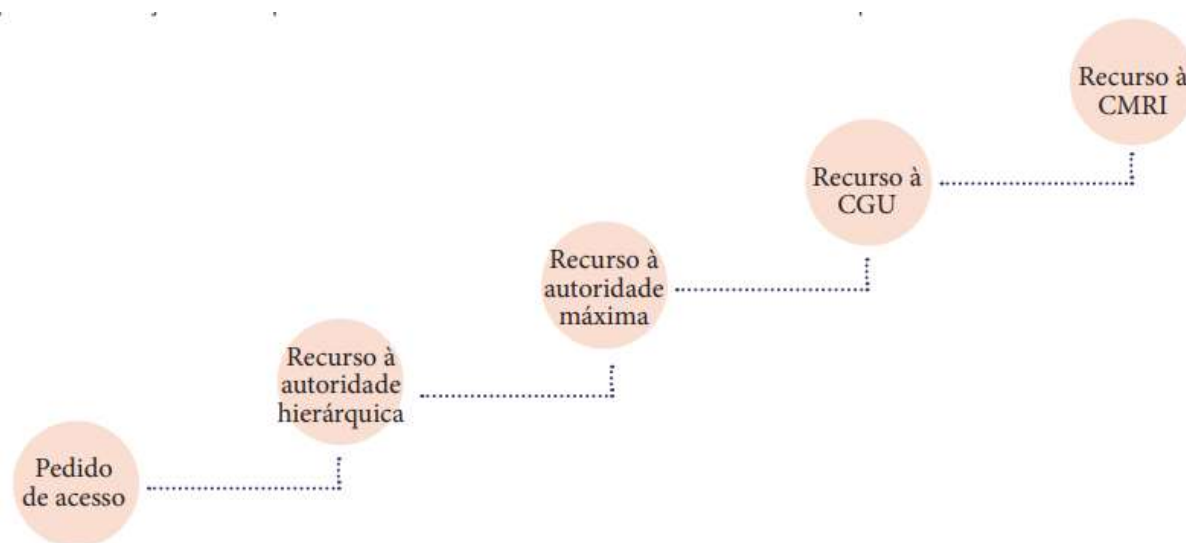 Recurso à
CMRI
Recurso à
CGU
Recurso à
autoridade
máxima
Recurso à
autoridade
hierárquica
Pedido
de acesso